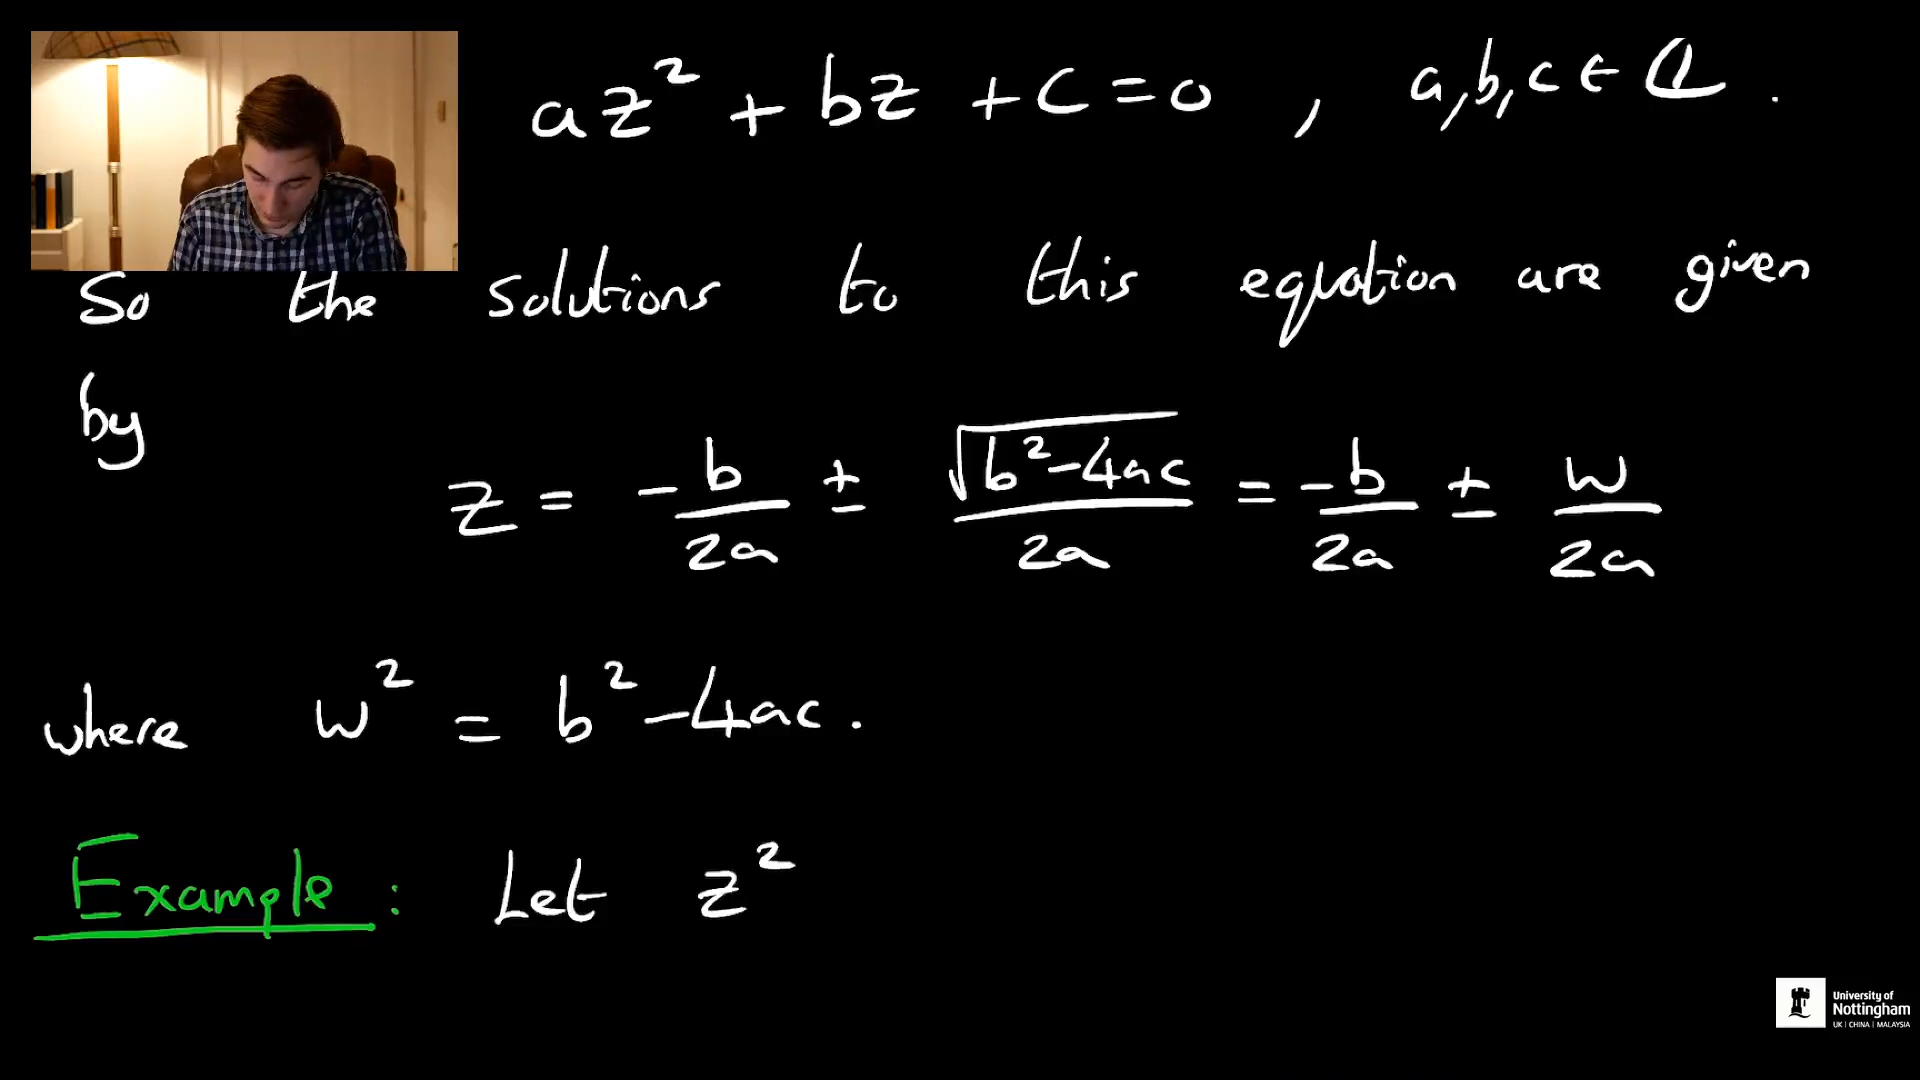 az² + bz + c = 0 , a,b,c ∈ ℂ .
So the solutions to this equation are given
by
z = -b/2a ± √(b²-4ac)/2a = -b/2a ± w/2a
where w² = b²-4ac.
Example: Let z²
University of
Nottingham
UK | CHINA | MALAYSIA